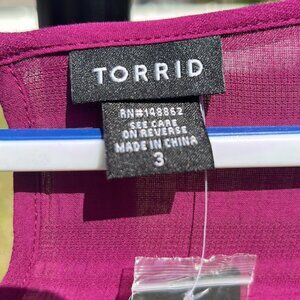 TORRID
RN#148862
SEE CARE
ON REVERSE
MADE IN CHINA
3